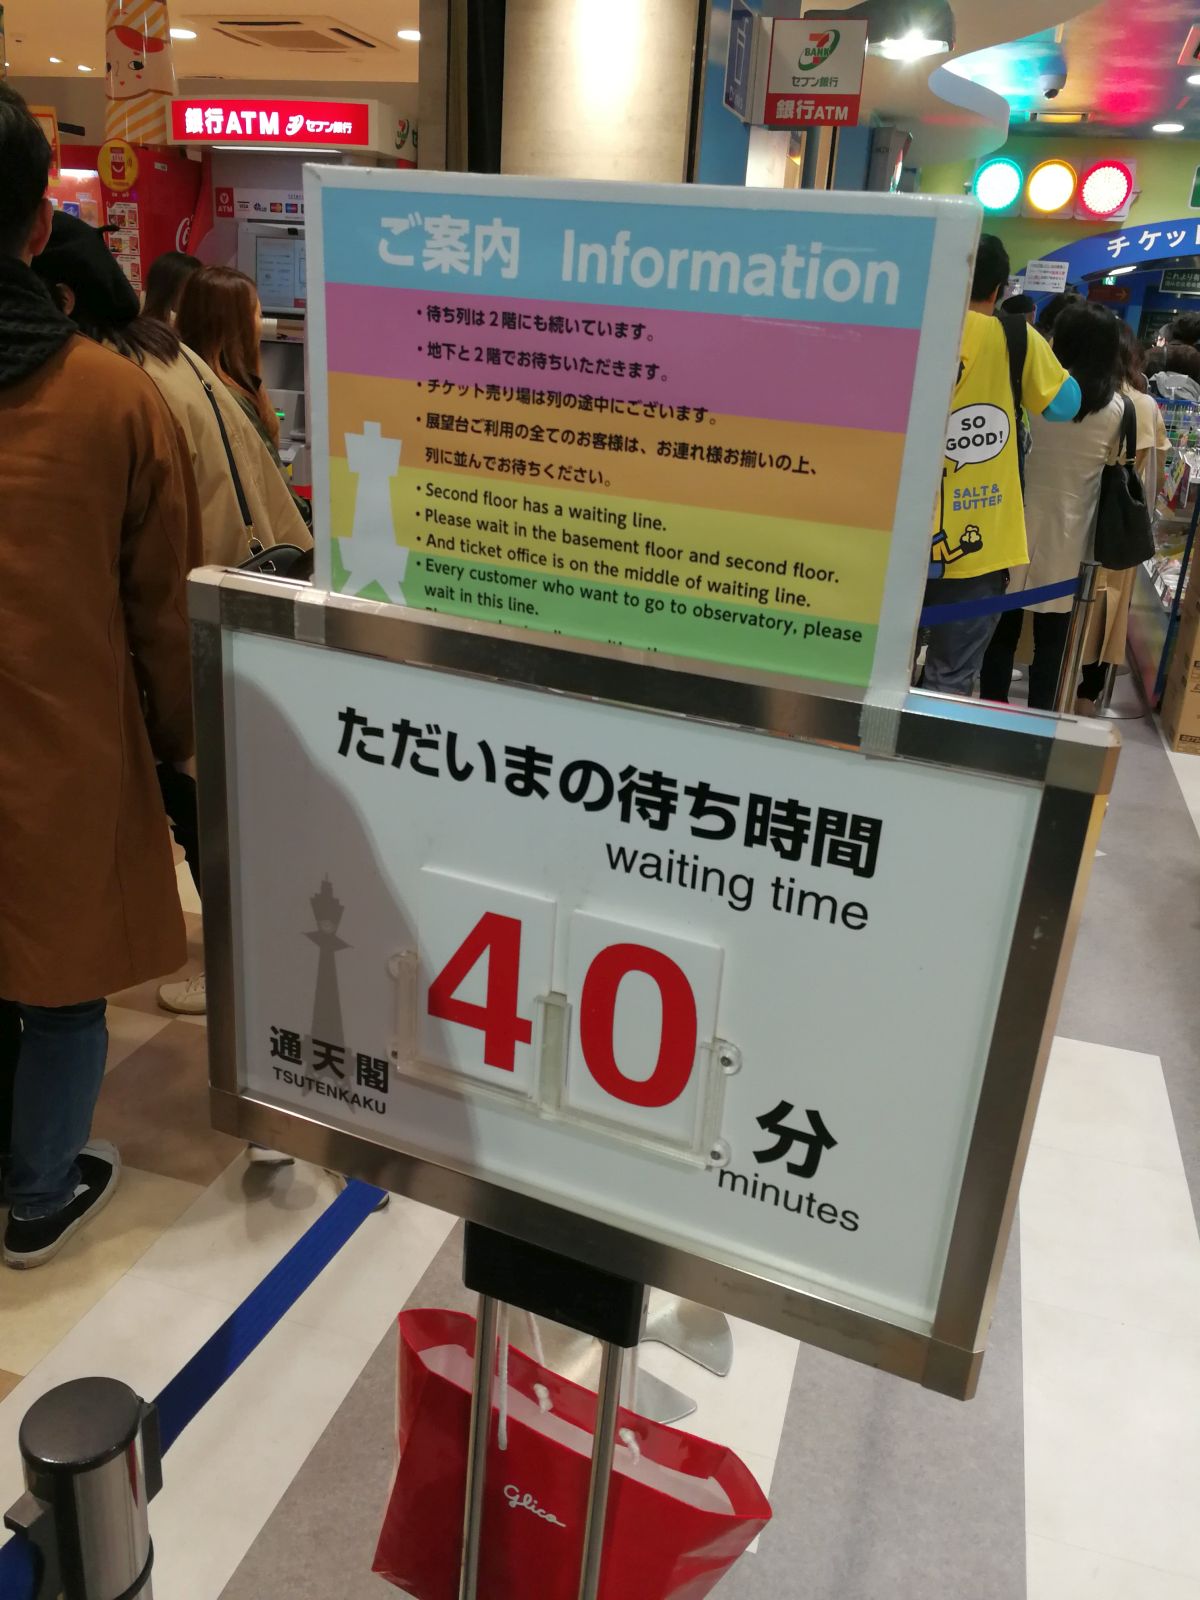 銀行ATM セブン銀行
BANK
セブン銀行
銀行ATM
ATM
チケット
ご案内 Information
・待ち列は2階にも続いています。
・地下と2階でお待ちいただきます。
・チケット売り場は列の途中にございます。
・展望台ご利用の全てのお客様は、お連れ様お揃いの上、
列に並んでお待ちください。
・Second floor has a waiting line.
・Please wait in the basement floor and second floor.
・And ticket office is on the middle of waiting line.
・Every customer who want to go to observatory, please
wait in this line.
SO
GOOD!
SALT&
BUTTER
ただいまの待ち時間
waiting time
40
分
minutes
通天閣
TSUTENKAKU
Glico